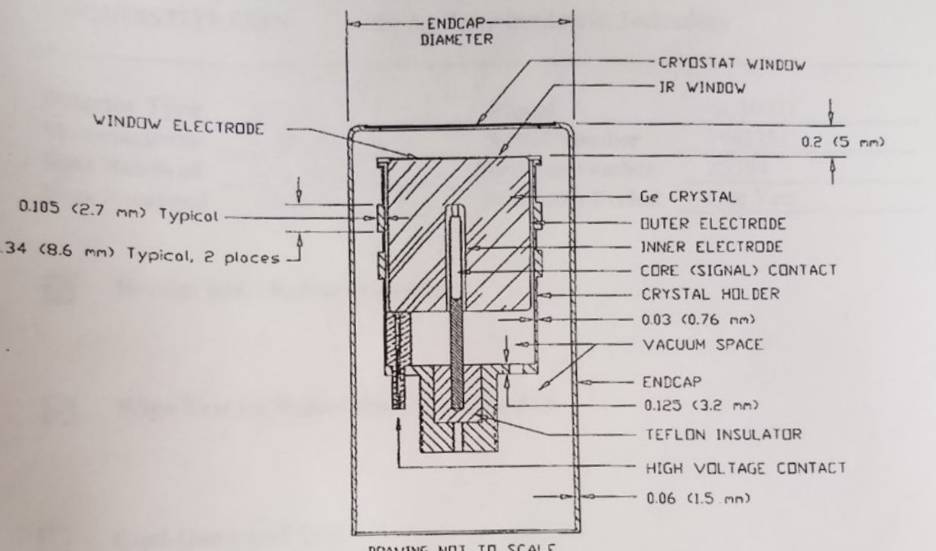 ENDCAP
DIAMETER
CRYOSTAT WINDOW
IR WINDOW
WINDOW ELECTRODE
0.2 (5 mm)
Ge CRYSTAL
0.105 (2.7 mm) Typical
OUTER ELECTRODE
INNER ELECTRODE
.34 (8.6 mm) Typical, 2 places
CORE (SIGNAL) CONTACT
CRYSTAL HOLDER
0.03 (0.76 mm)
VACUUM SPACE
ENDCAP
0.125 (3.2 mm)
TEFLON INSULATOR
HIGH VOLTAGE CONTACT
0.06 (1.5 mm)
DRAWING NOT TO SCALE